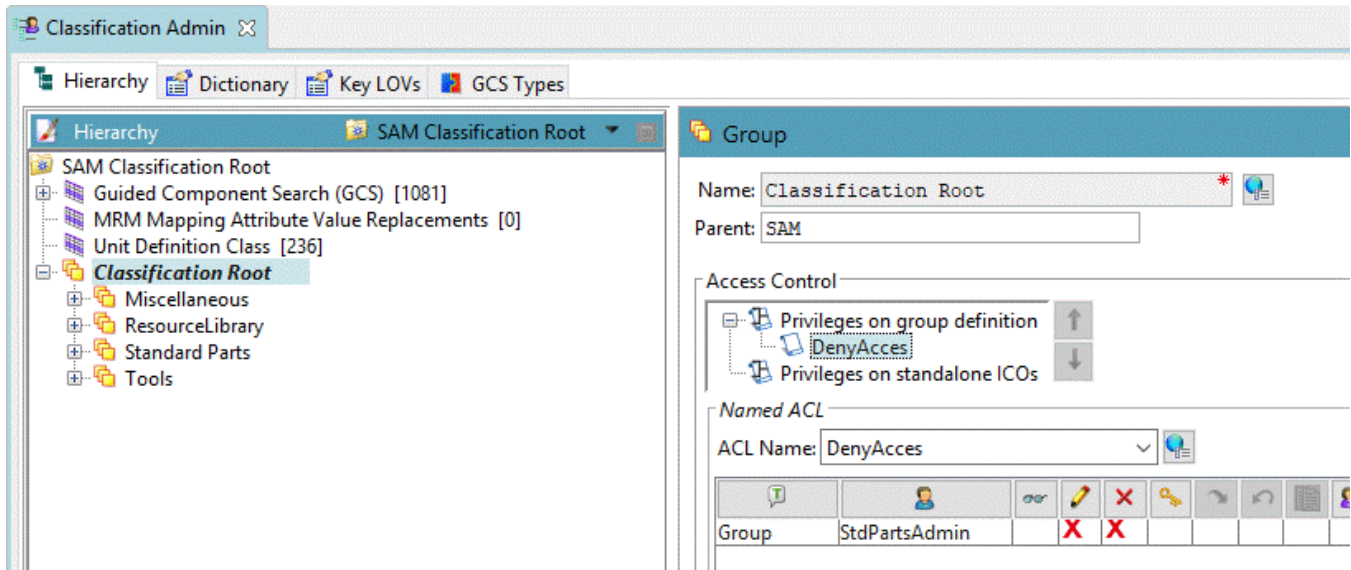 Classification Admin
Hierarchy Dictionary Key LOVs GCS Types
Hierarchy SAM Classification Root
SAM Classification Root
Guided Component Search (GCS) [1081]
MRM Mapping Attribute Value Replacements [0]
Unit Definition Class [236]
Classification Root
Miscellaneous
ResourceLibrary
Standard Parts
Tools
Group
Name: Classification Root *
Parent: SAM
Access Control
Privileges on group definition
DenyAcces
Privileges on standalone ICOs
Named ACL
ACL Name: DenyAcces
Group StdPartsAdmin X X